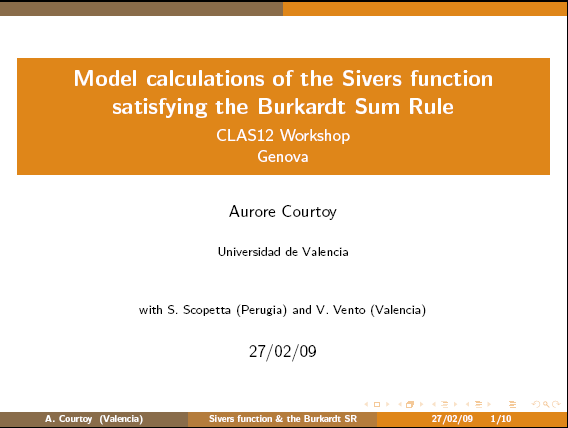 Model calculations of the Sivers function
satisfying the Burkardt Sum Rule
CLAS12 Workshop
Genova
Aurore Courtoy
Universidad de Valencia
with S. Scopetta (Perugia) and V. Vento (Valencia)
27/02/09
A. Courtoy (Valencia) Sivers function & the Burkardt SR 27/02/09 1/10